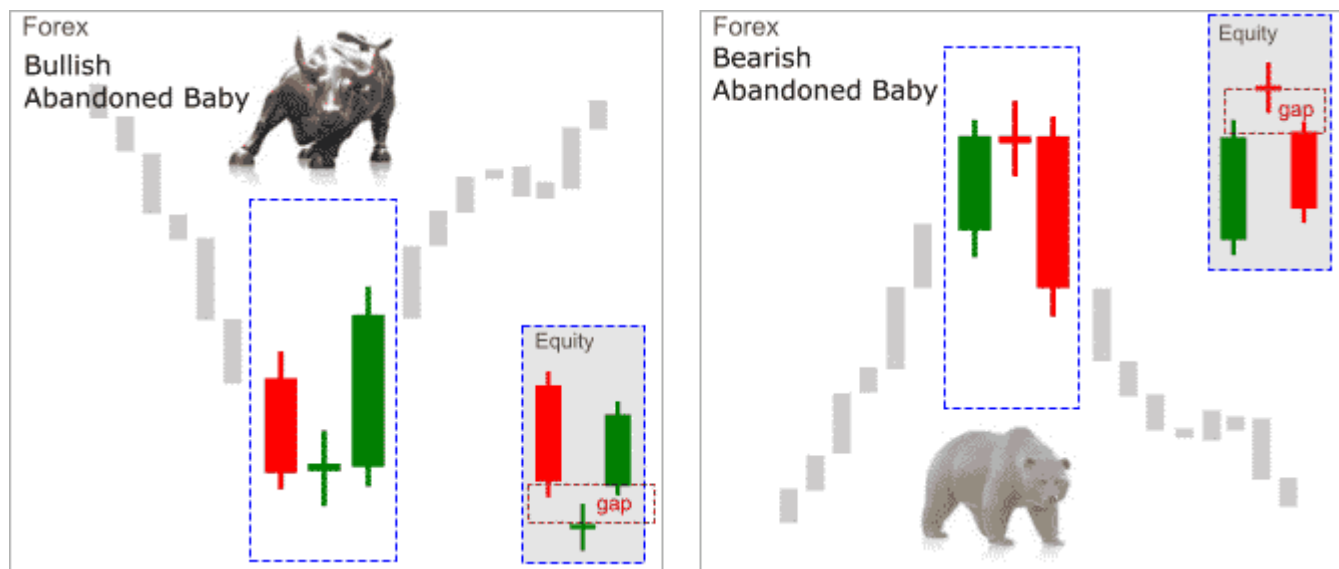 Forex
Bullish
Abandoned Baby
Equity
gap
Forex
Bearish
Abandoned Baby
Equity
gap